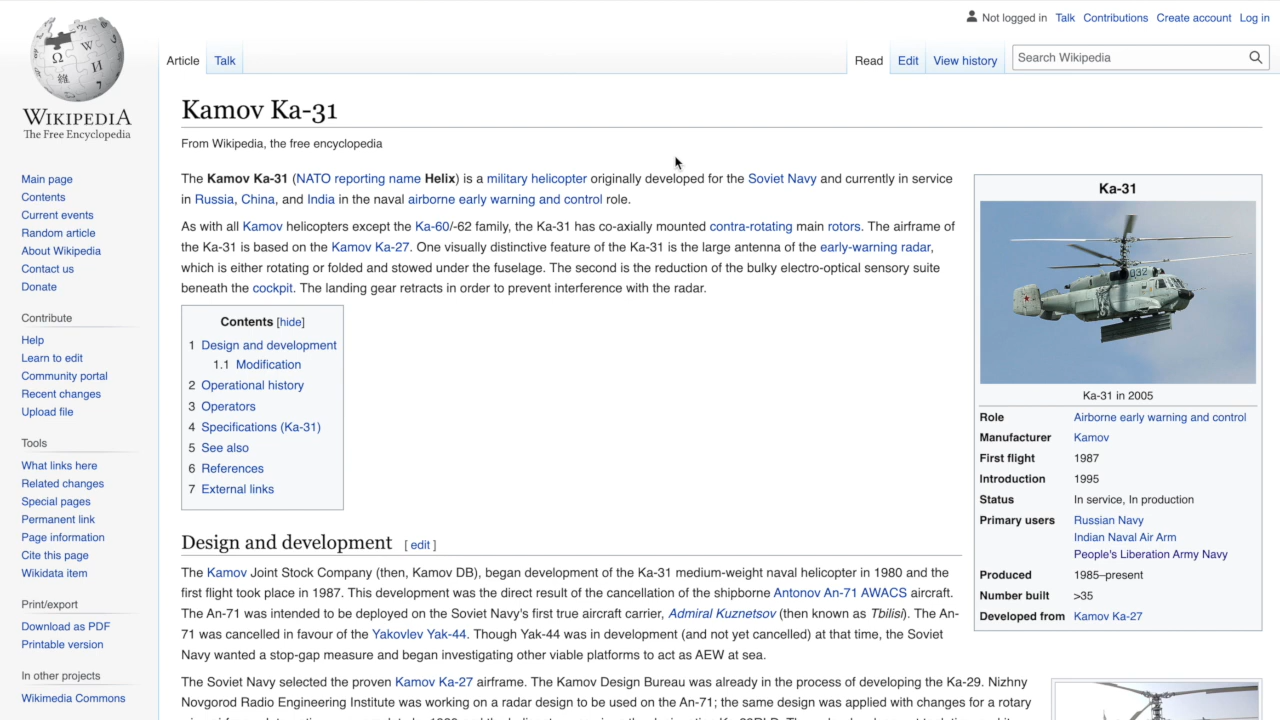 Not logged in Talk Contributions Create account Log in
Article Talk Read Edit View history Search Wikipedia
WIKIPEDIA
The Free Encyclopedia
Main page
Contents
Current events
Random article
About Wikipedia
Contact us
Donate
Contribute
Help
Learn to edit
Community portal
Recent changes
Upload file
Tools
What links here
Related changes
Special pages
Permanent link
Page information
Cite this page
Wikidata item
Print/export
Download as PDF
Printable version
In other projects
Wikimedia Commons
Kamov Ka-31
From Wikipedia, the free encyclopedia
The Kamov Ka-31 (NATO reporting name Helix) is a military helicopter originally developed for the Soviet Navy and currently in service
in Russia, China, and India in the naval airborne early warning and control role.
As with all Kamov helicopters except the Ka-60/-62 family, the Ka-31 has co-axially mounted contra-rotating main rotors. The airframe of
the Ka-31 is based on the Kamov Ka-27. One visually distinctive feature of the Ka-31 is the large antenna of the early-warning radar,
which is either rotating or folded and stowed under the fuselage. The second is the reduction of the bulky electro-optical sensory suite
beneath the cockpit. The landing gear retracts in order to prevent interference with the radar.
Contents [hide]
1 Design and development
1.1 Modification
2 Operational history
3 Operators
4 Specifications (Ka-31)
5 See also
6 References
7 External links
Ka-31
032
Ka-31 in 2005
Role Airborne early warning and control
Manufacturer Kamov
First flight 1987
Introduction 1995
Status In service, In production
Primary users Russian Navy
Indian Naval Air Arm
People's Liberation Army Navy
Produced 1985–present
Number built >35
Developed from Kamov Ka-27
Design and development [ edit ]
The Kamov Joint Stock Company (then, Kamov DB), began development of the Ka-31 medium-weight naval helicopter in 1980 and the
first flight took place in 1987. This development was the direct result of the cancellation of the shipborne Antonov An-71 AWACS aircraft.
The An-71 was intended to be deployed on the Soviet Navy's first true aircraft carrier, Admiral Kuznetsov (then known as Tbilisi). The An-
71 was cancelled in favour of the Yakovlev Yak-44. Though Yak-44 was in development (and not yet cancelled) at that time, the Soviet
Navy wanted a stop-gap measure and began investigating other viable platforms to act as AEW at sea.
The Soviet Navy selected the proven Kamov Ka-27 airframe. The Kamov Design Bureau was already in the process of developing the Ka-29. Nizhny
Novgorod Radio Engineering Institute was working on a radar design to be used on the An-71; the same design was applied with changes for a rotary